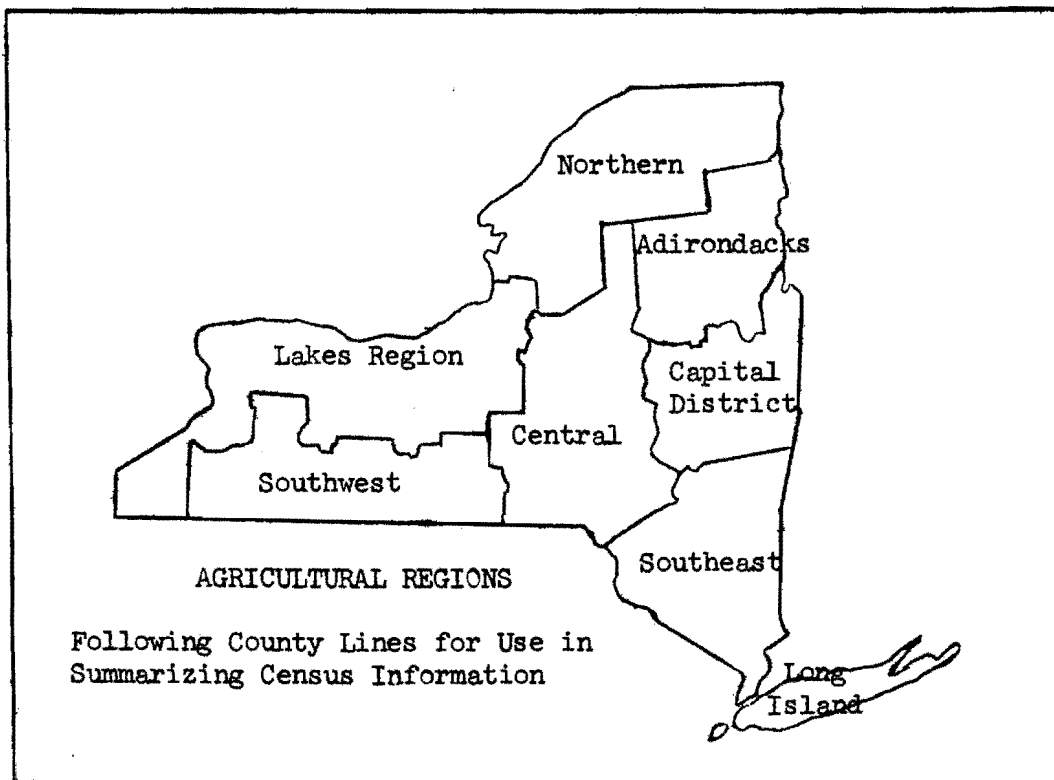 Northern
Adirondacks
Lakes Region
Capital
District
Central
Southwest
Southeast
AGRICULTURAL REGIONS
Following County Lines for Use in
Summarizing Census Information
Long
Island